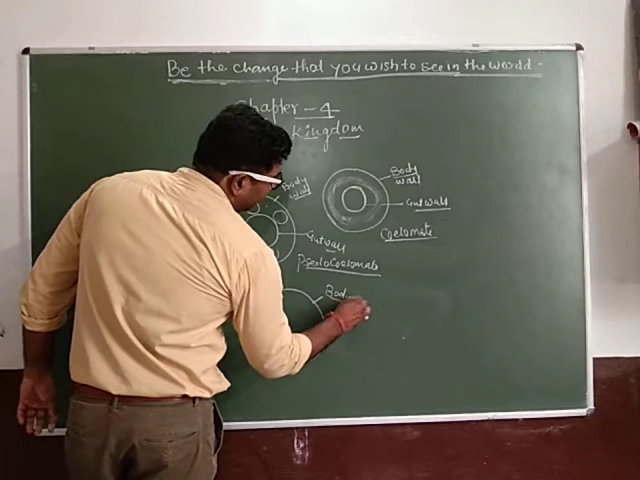 Be the change that you wish to see in the world.
Chapter - 4
Kingdom
Body
wall
Gut wall
Pseudocoelomate
Body
wall
Gut wall
Coelomate
Body